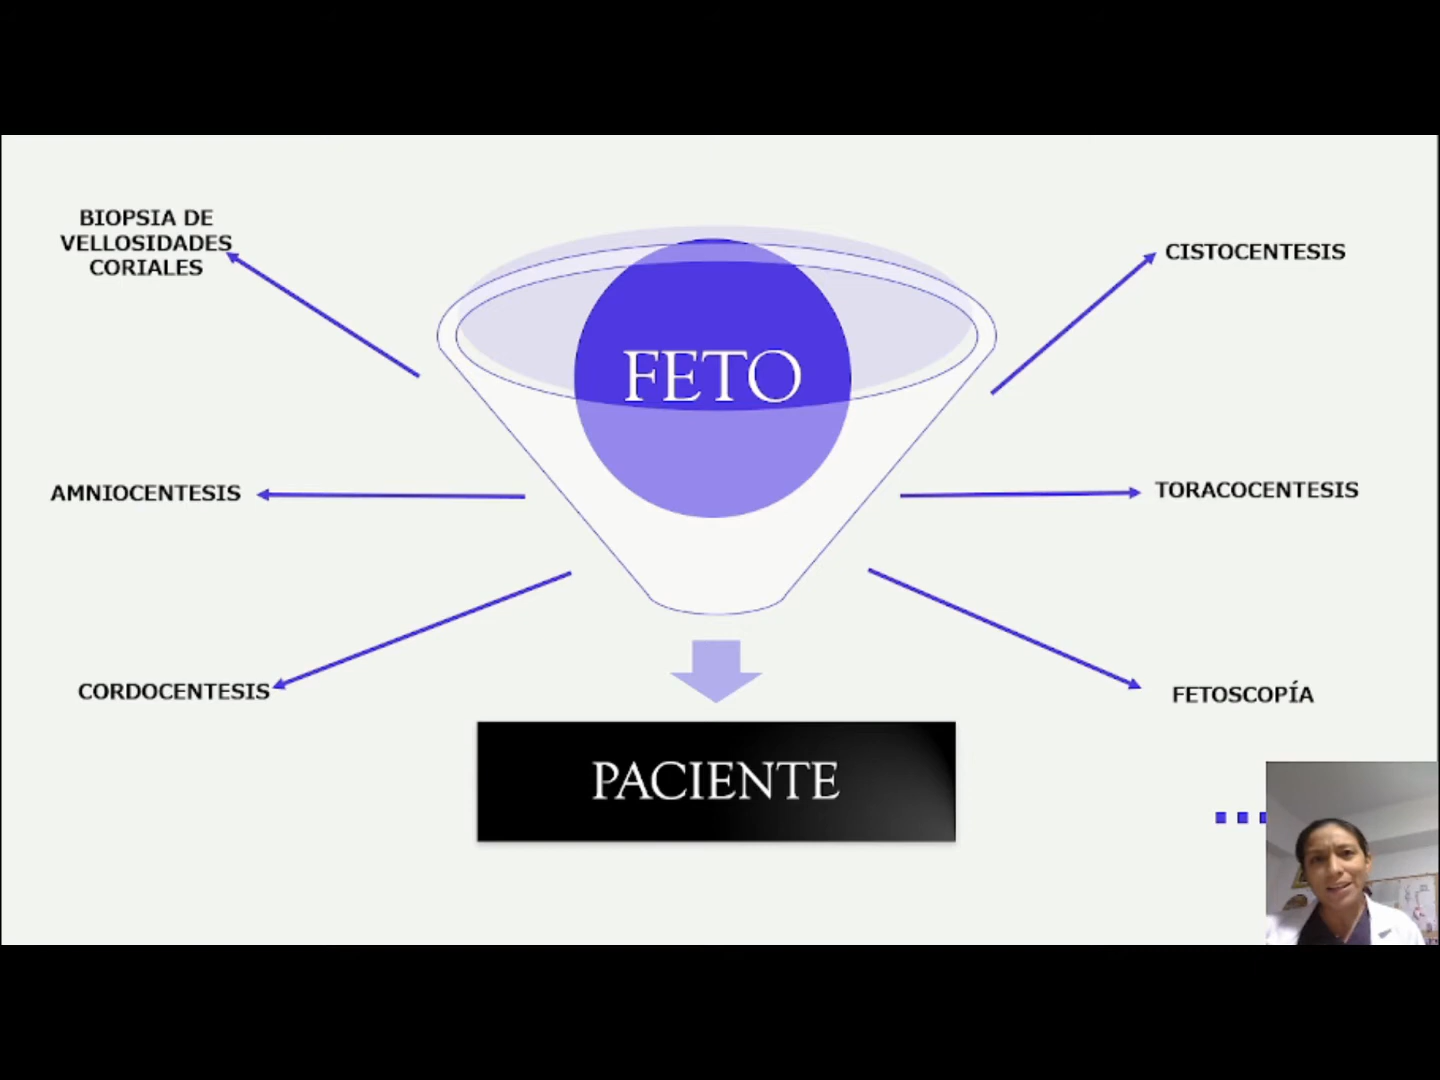 BIOPSIA DE
VELLOSIDADES
CORIALES
CISTOCENTESIS
FETO
AMNIOCENTESIS
TORACOCENTESIS
CORDOCENTESIS
FETOSCOPÍA
PACIENTE